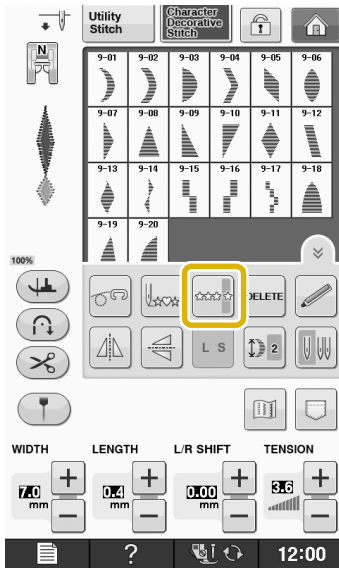 Utility
Stitch
Character
Decorative
Stitch
N
9-01 9-02 9-03 9-04 9-05 9-06
9-07 9-08 9-09 9-10 9-11 9-12
9-13 9-14 9-15 9-16 9-17 9-18
9-19 9-20
100%
DELETE
L S
2
WIDTH LENGTH L/R SHIFT TENSION
7.0
mm
0.4
mm
0.00
mm
3.6
?
12:00